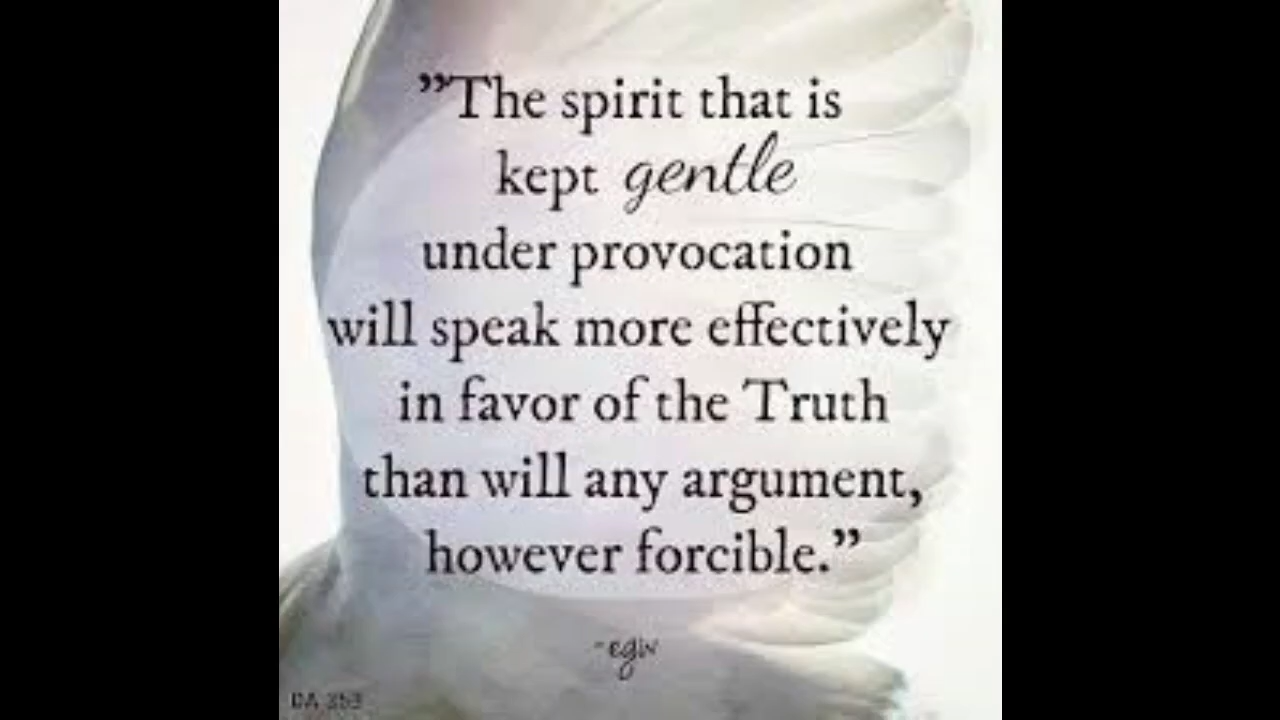 ”The spirit that is
kept gentle
under provocation
will speak more effectively
in favor of the Truth
than will any argument,
however forcible.”
-egw
DA 353